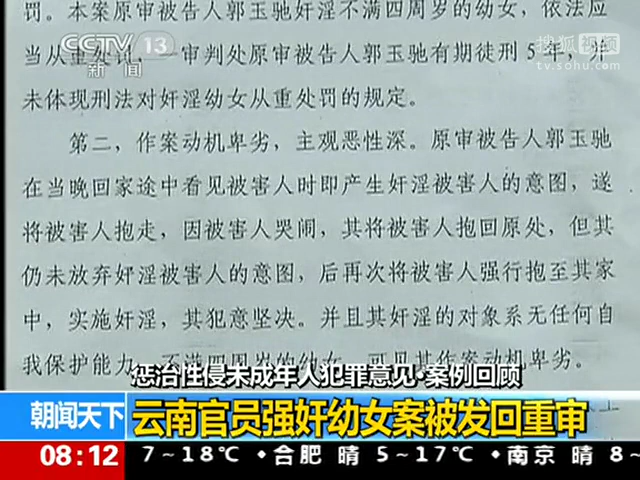 罚。本案原审被告人郭玉驰奸淫不满四周岁的幼女，依法应
当从重处罚，一审判处原审被告人郭玉驰有期徒刑5年，并
未体现刑法对奸淫幼女从重处罚的规定。
第二，作案动机卑劣，主观恶性深。原审被告人郭玉驰
在当晚回家途中看见被害人时即产生奸淫被害人的意图，遂
将被害人抱走，因被害人哭闹，其将被害人抱回原处，但其
仍未放弃奸淫被害人的意图，后再次将被害人强行抱至其家
中，实施奸淫，其犯意坚决。并且其奸淫的对象系无任何自
我保护能力、不满四周岁的幼女，可见其作案动机卑劣。
CCTV 13
新闻
搜狐视频
tv.sohu.com
惩治性侵未成年人犯罪意见·案例回顾
朝闻天下
云南官员强奸幼女案被发回重审
08:12
7～18℃ ·合肥 晴 5～17℃ ·南京 晴 8～